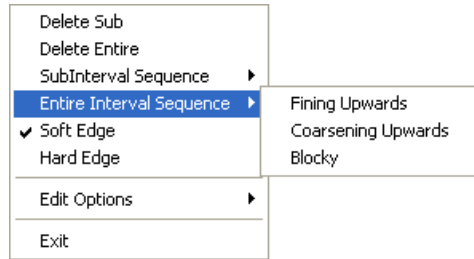 Delete Sub
Delete Entire
SubInterval Sequence
Entire Interval Sequence
Soft Edge
Hard Edge
Edit Options
Exit
Fining Upwards
Coarsening Upwards
Blocky